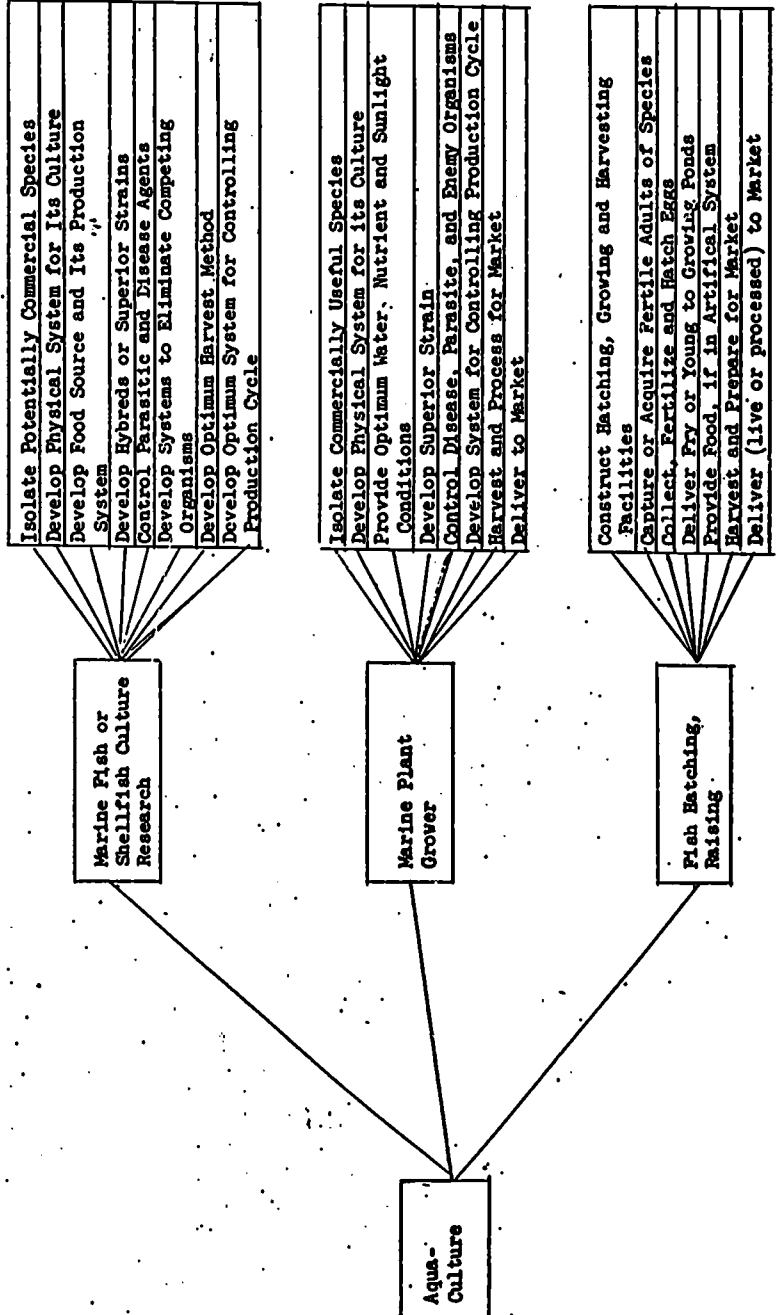 Aqua-
Culture
Marine Fish or
Shellfish Culture
Research
Isolate Potentially Commercial Species
Develop Physical System for Its Culture
Develop Food Source and Its Production
System
Develop Hybreds or Superior Strains
Control Parasitic and Disease Agents
Develop Systems to Eliminate Competing
Organisms
Develop Optimum Harvest Method
Develop Optimum System for Controlling
Production Cycle
Marine Plant
Grower
Isolate Commercially Useful Species
Develop Physical System for its Culture
Provide Optimum Water, Nutrient and Sunlight
Conditions
Develop Superior Strain
Control Disease, Parasite, and Enemy Organisms
Develop System for Controlling Production Cycle
Harvest and Process for Market
Deliver to Market
Fish Hatching,
Raising
Construct Hatching, Growing and Harvesting
Facilities
Capture or Acquire Fertile Adults of Species
Collect, Fertilize and Hatch Eggs
Deliver Fry or Young to Growing Ponds
Provide Food, if in Artifical System
Harvest and Prepare for Market
Deliver (live or processed) to Market